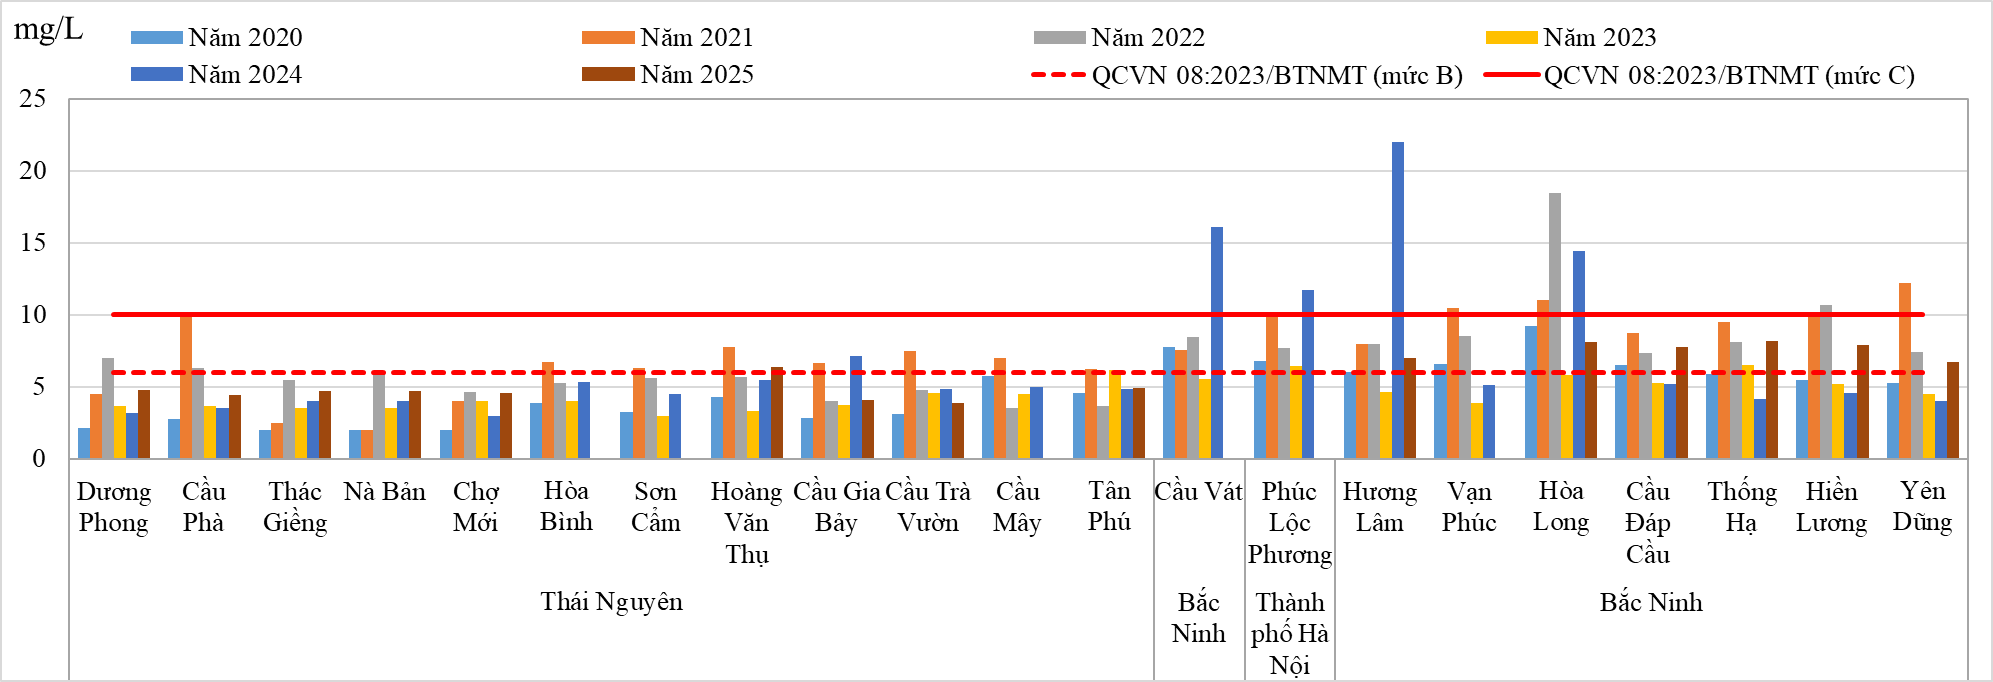 mg/L
Năm 2020
Năm 2021
Năm 2022
Năm 2023
Năm 2024
Năm 2025
QCVN 08:2023/BTNMT (mức B)
QCVN 08:2023/BTNMT (mức C)
25
20
15
10
5
0
Dương
Phong
Cầu
Phà
Thác
Giềng
Nà Bản
Chợ
Mới
Hòa
Bình
Sơn
Cẩm
Hoàng
Văn
Thụ
Cầu Gia
Bảy
Cầu Trà
Vườn
Cầu
Mây
Tân
Phú
Cầu Vát
Phúc
Lộc
Phương
Hương
Lâm
Vạn
Phúc
Hòa
Long
Cầu
Đáp
Cầu
Thống
Hạ
Hiền
Lương
Yên
Dũng
Thái Nguyên
Bắc
Ninh
Thành
phố Hà
Nội
Bắc Ninh